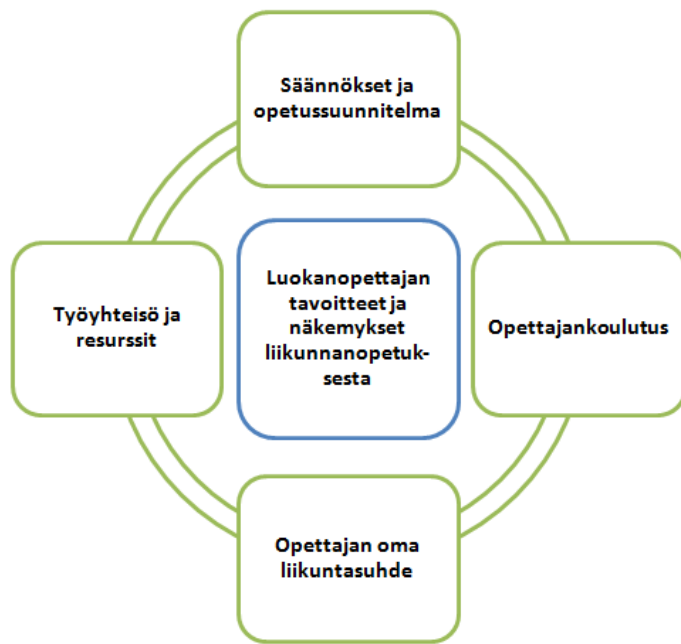 Säännökset ja
opetussuunnitelma
Työyhteisö ja
resurssit
Luokanopettajan
tavoitteet ja
näkemykset
liikunnanopetuk-
sesta
Opettajankoulutus
Opettajan oma
liikuntasuhde